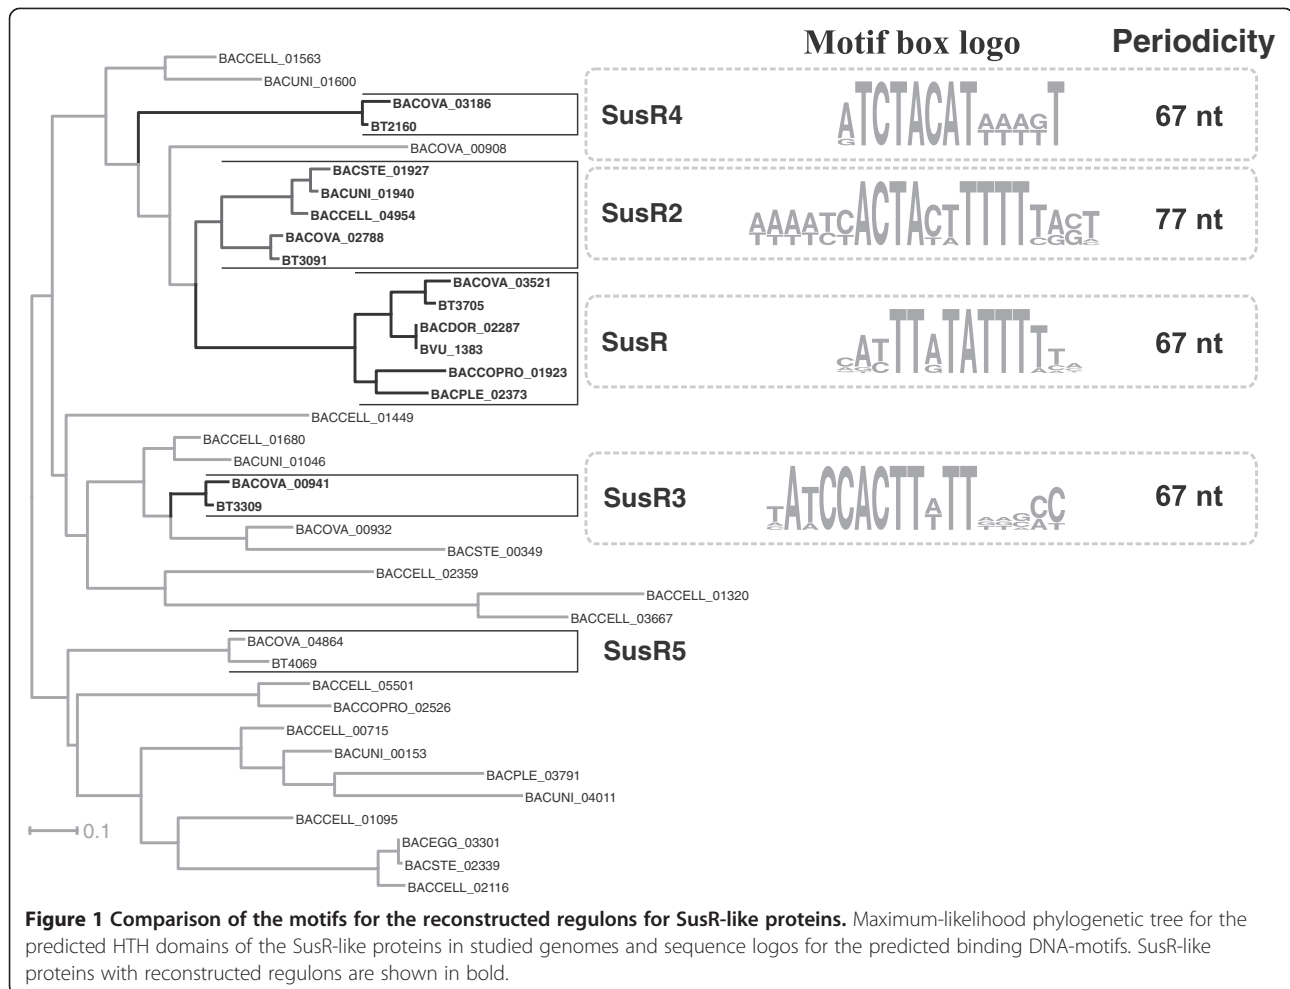 Motif box logo Periodicity
BACCELL_01563
BACUNI_01600
BACOVA_03186
BT2160
SusR4 67 nt
BACOVA_00908
BACSTE_01927
BACUNI_01940
BACCELL_04954
BACOVA_02788
BT3091
SusR2 77 nt
BACOVA_03521
BT3705
BACDOR_02287
BVU_1383
BACCOPRO_01923
BACPLE_02373
SusR 67 nt
BACCELL_01449
BACCELL_01680
BACUNI_01046
BACOVA_00941
BT3309
SusR3 67 nt
BACOVA_00932
BACSTE_00349
BACCELL_02359
BACCELL_01320
BACCELL_03667
BACOVA_04864
BT4069
SusR5
BACCELL_05501
BACCOPRO_02526
BACCELL_00715
BACUNI_00153
BACPLE_03791
BACUNI_04011
BACCELL_01095
BACEGG_03301
BACSTE_02339
BACCELL_02116
0.1
Figure 1 Comparison of the motifs for the reconstructed regulons for SusR-like proteins. Maximum-likelihood phylogenetic tree for the
predicted HTH domains of the SusR-like proteins in studied genomes and sequence logos for the predicted binding DNA-motifs. SusR-like
proteins with reconstructed regulons are shown in bold.